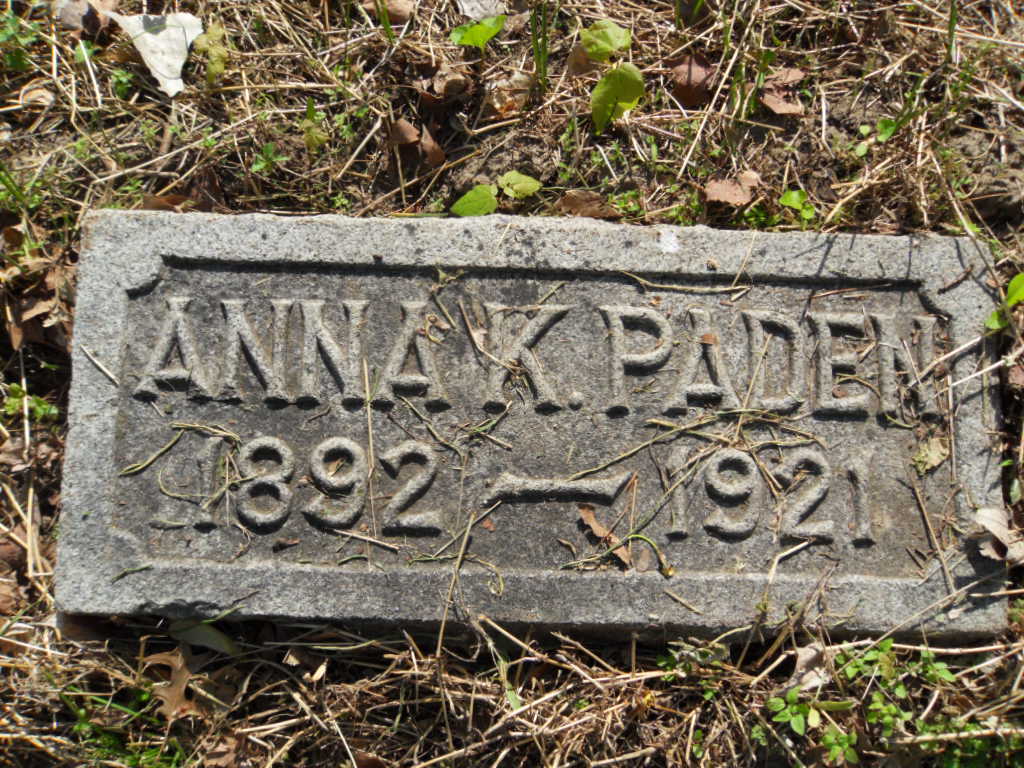 ANNA K. PADEN
1892 — 1921